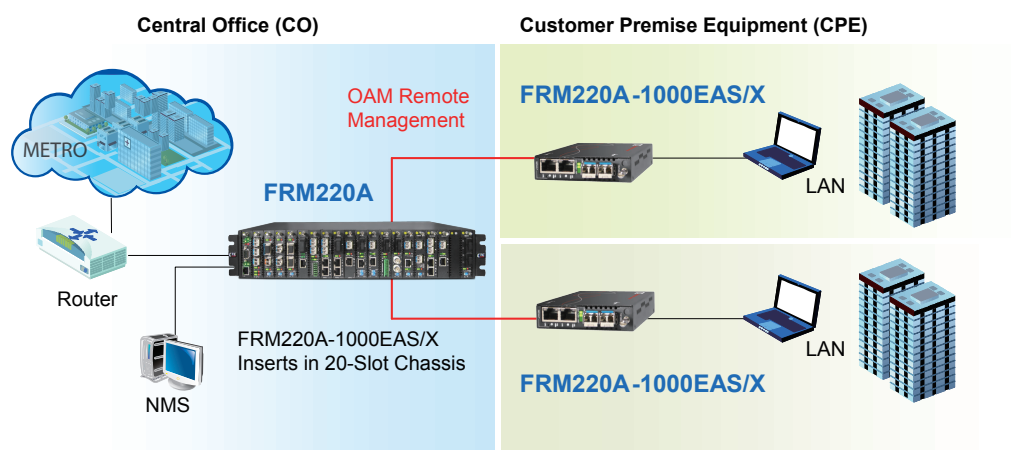 Central Office (CO)
Customer Premise Equipment (CPE)
METRO
OAM Remote
Management
FRM220A
Router
NMS
FRM220A-1000EAS/X
Inserts in 20-Slot Chassis
FRM220A-1000EAS/X
LAN
LAN
FRM220A-1000EAS/X